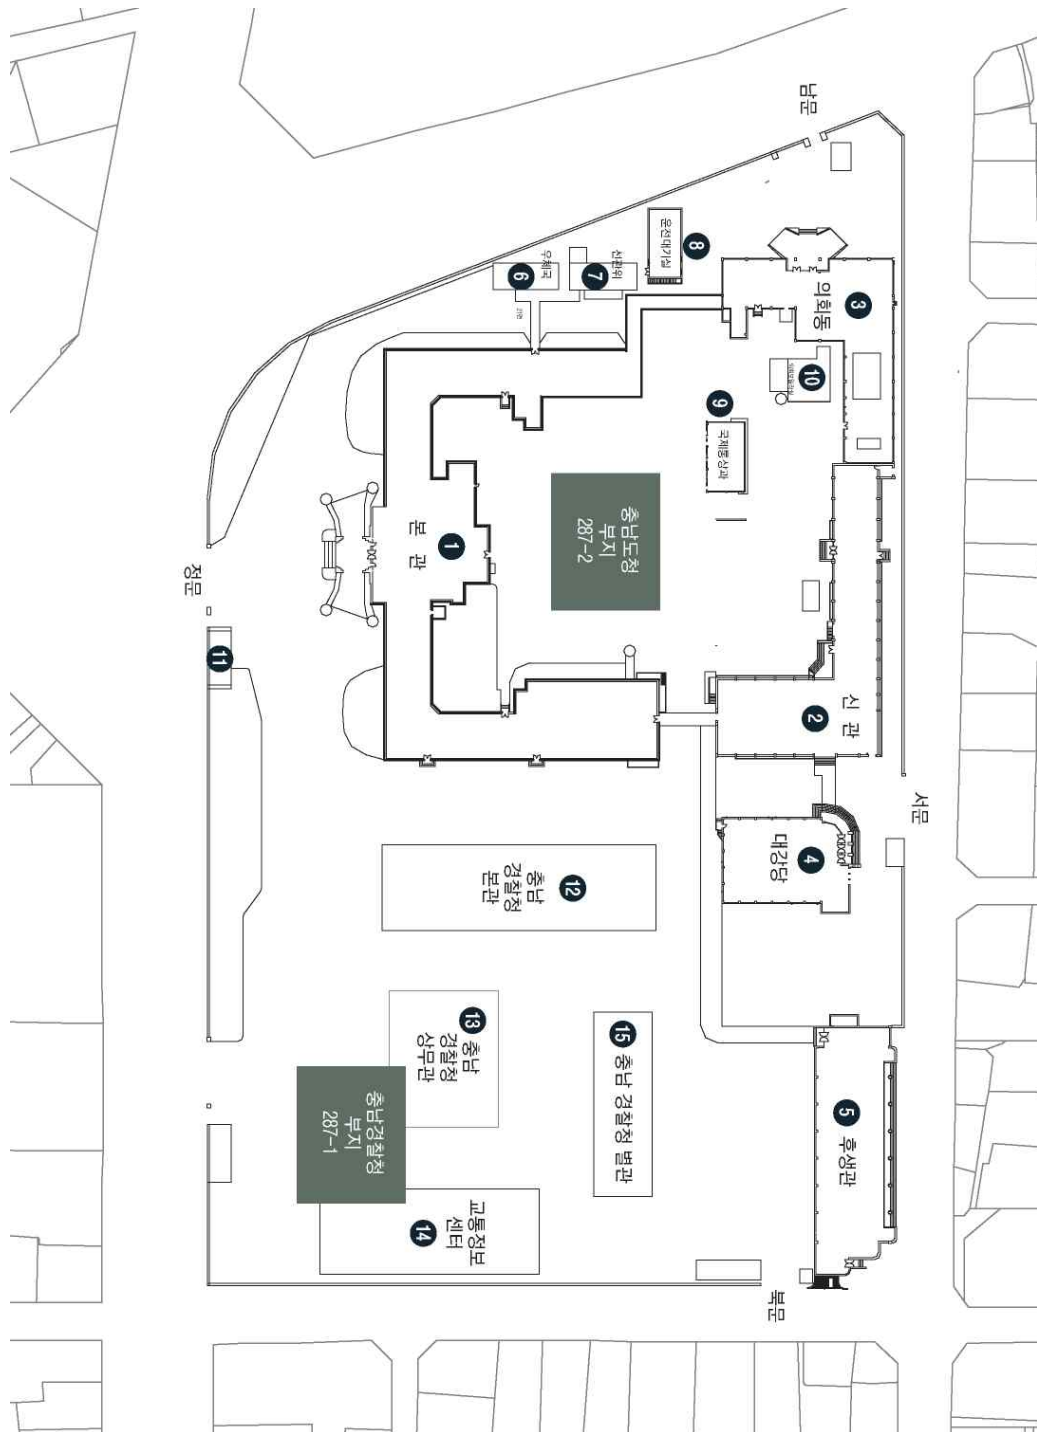 남문
운전대기실
8
선관위
7
우체국
6
3
의회동
10
9
국제통상과
충남도청
부지
287-2
1
본 관
정문
11
신 관
2
서문
4
대강당
12
충남
경찰청
본관
13
충남
경찰청
상무관
15 충남 경찰청 별관
충남경찰청
부지
287-1
5 후생관
교통정보
센터
14
북문